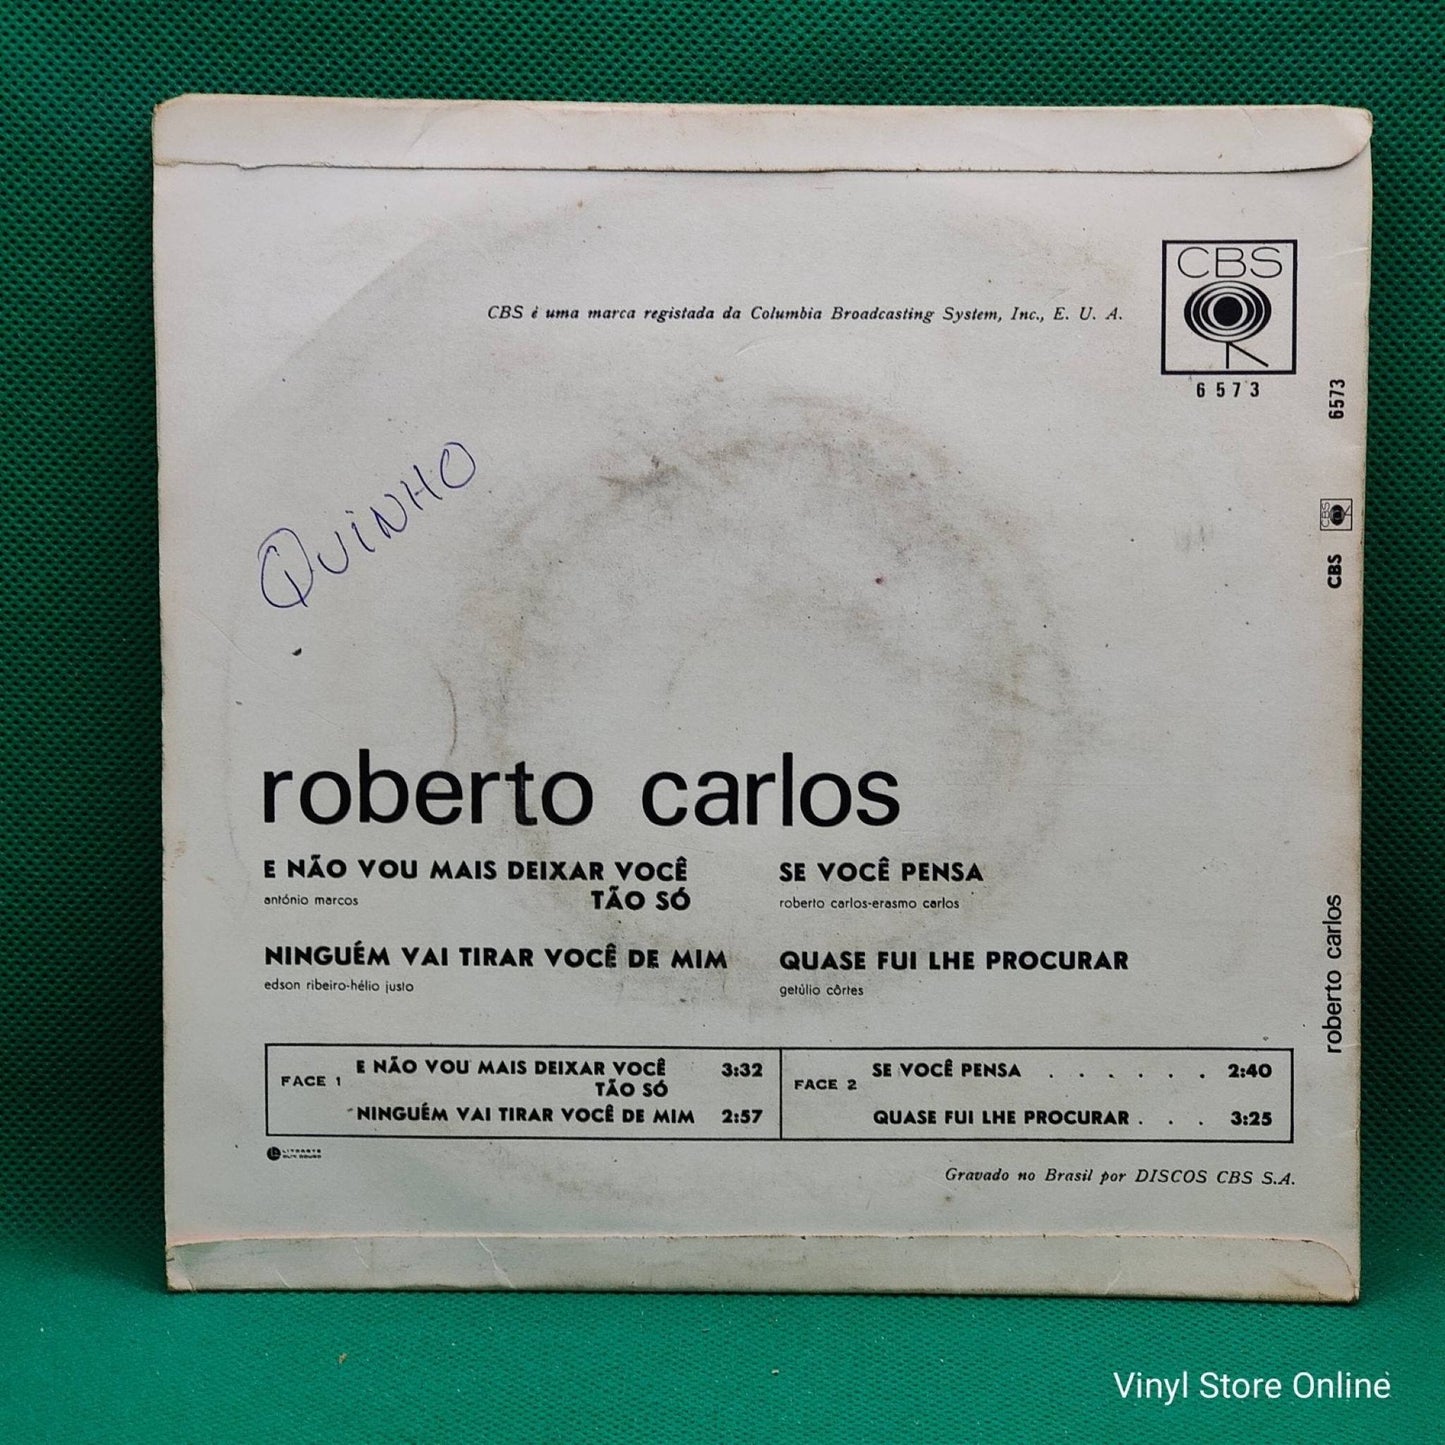 CBS
CBS é uma marca registada da Columbia Broadcasting System, Inc., E. U. A.
6573
6573
CBS
CBS
roberto carlos
QUiNHO
roberto carlos
E NÃO VOU MAIS DEIXAR VOCÊ
TÃO SÓ
antónio marcos
SE VOCÊ PENSA
roberto carlos-erasmo carlos
NINGUÉM VAI TIRAR VOCÊ DE MIM
edson ribeiro-hélio justo
QUASE FUI LHE PROCURAR
getúlio côrtes
FACE 1
E NÃO VOU MAIS DEIXAR VOCÊ 3:32
TÃO SÓ
NINGUÉM VAI TIRAR VOCÊ DE MIM 2:57
FACE 2
SE VOCÊ PENSA . . . . . . 2:40
QUASE FUI LHE PROCURAR . . . 3:25
Gravado no Brasil por DISCOS CBS S.A.
Vinyl Store Online